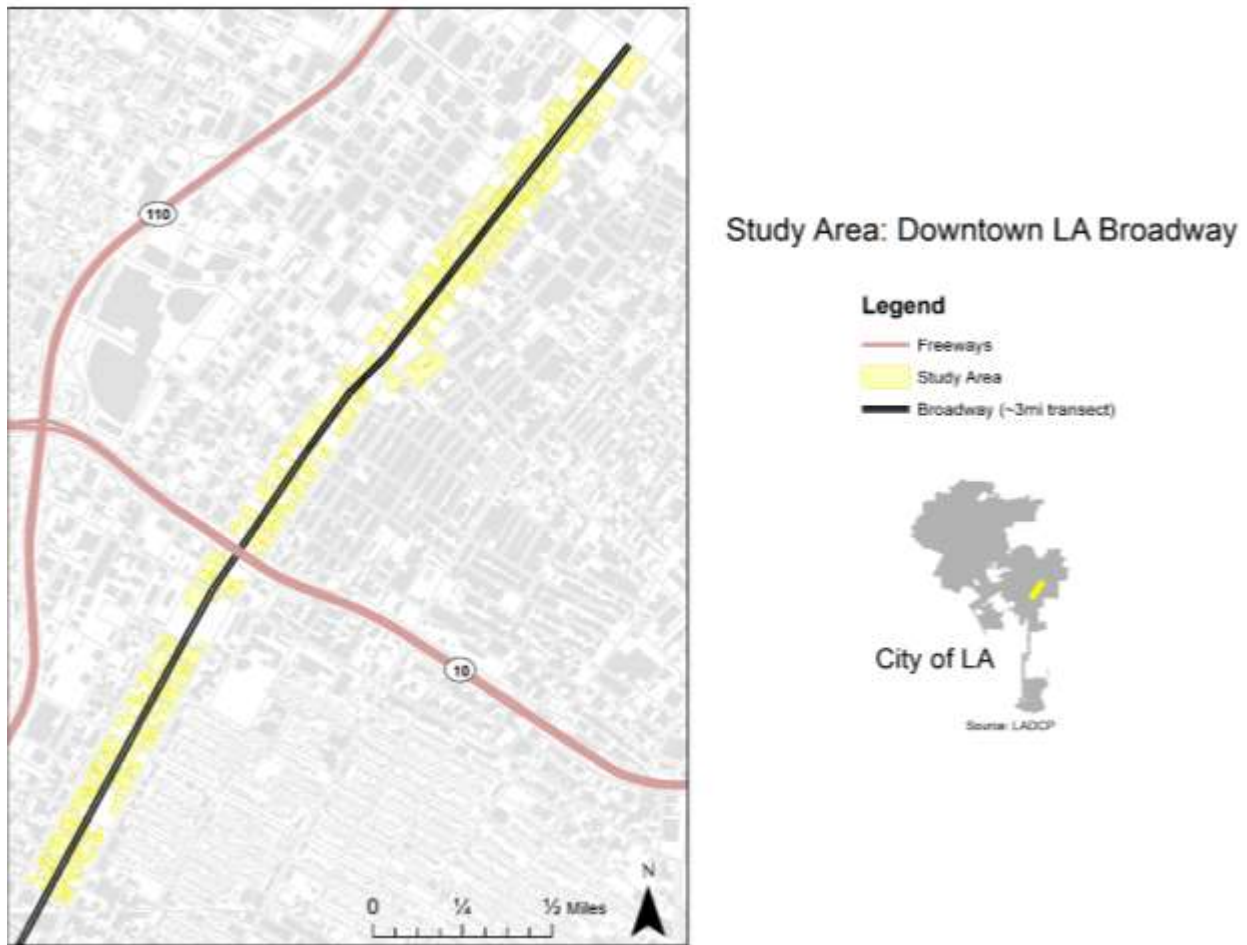 110
10
N
0 ¼ ½ Miles
Study Area: Downtown LA Broadway
Legend
Freeways
Study Area
Broadway (~3mi transect)
City of LA
Source: LADCP